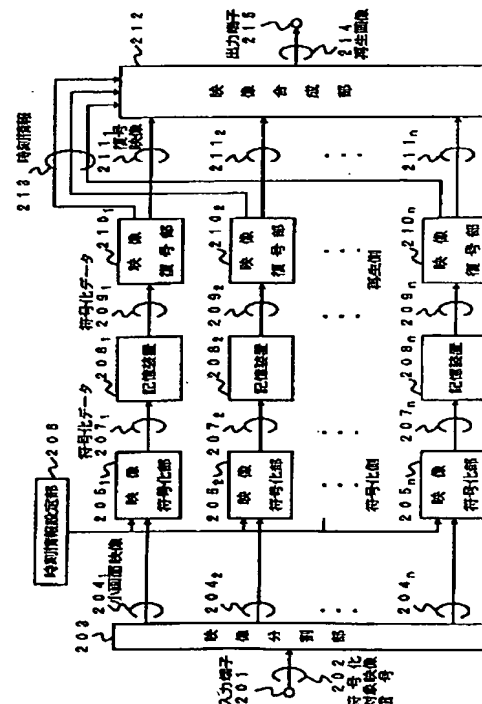 入力端子
201
202
符号化
対象映像
信号
203
映像分割部
204₁
小画面映像
204₂
204ₙ
時刻情報設定部
206
205₁
映像
符号化部
205₂
映像
符号化部
205ₙ
映像
符号化部
符号化側
符号化データ
207₁
207₂
207ₙ
208₁
記憶装置
208₂
記憶装置
208ₙ
記憶装置
符号化データ
209₁
209₂
209ₙ
210₁
映像
復号部
210₂
映像
復号部
210ₙ
映像
復号部
再生側
213 時刻情報
211₁
復号
映像
211₂
211ₙ
212
映像合成部
出力端子
215
214
再生画像